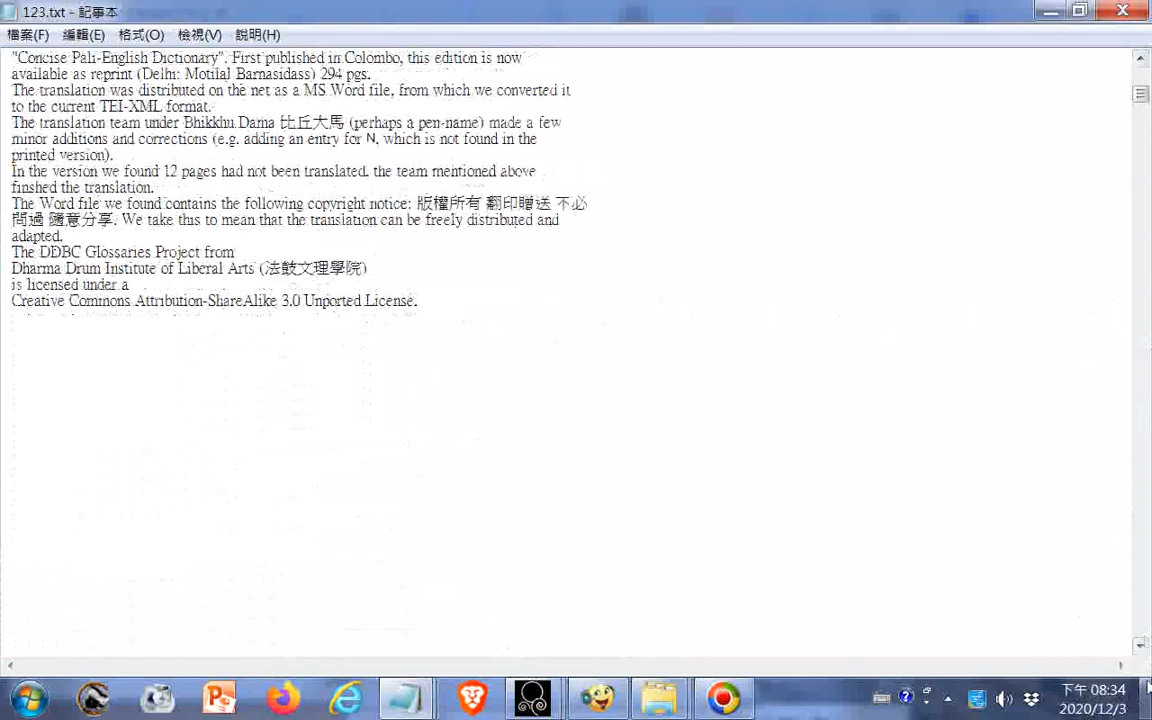 123.txt - 記事本
檔案(F) 編輯(E) 格式(O) 檢視(V) 說明(H)
"Concise Pali-English Dictionary". First published in Colombo, this edition is now
available as reprint (Delhi: Motilal Barnasidass) 294 pgs.
The translation was distributed on the net as a MS Word file, from which we converted it
to the current TEI-XML format.
The translation team under Bhikkhu Dama 比丘大馬 (perhaps a pen-name) made a few
minor additions and corrections (e.g. adding an entry for N, which is not found in the
printed version).
In the version we found 12 pages had not been translated, the team mentioned above
finshed the translation.
The Word file we found contains the following copyright notice: 版權所有 翻印贈送 不必
問過 隨意分享. We take this to mean that the translation can be freely distributed and
adapted.
The DDBC Glossaries Project from
Dharma Drum Institute of Liberal Arts (法鼓文理學院)
is licensed under a
Creative Commons Attribution-ShareAlike 3.0 Unported License.
下午 08:34
2020/12/3